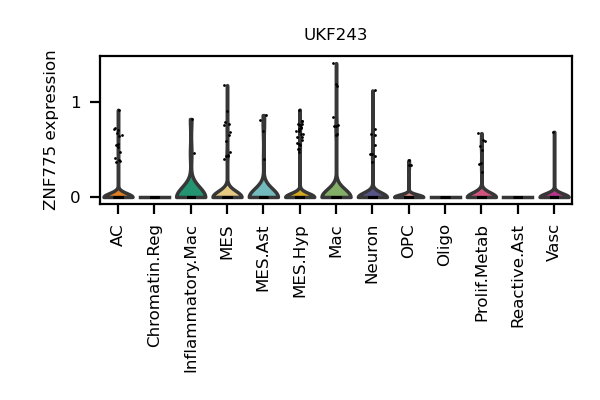 UKF243
ZNF775 expression
1
0
AC
Chromatin.Reg
Inflammatory.Mac
MES
MES.Ast
MES.Hyp
Mac
Neuron
OPC
Oligo
Prolif.Metab
Reactive.Ast
Vasc